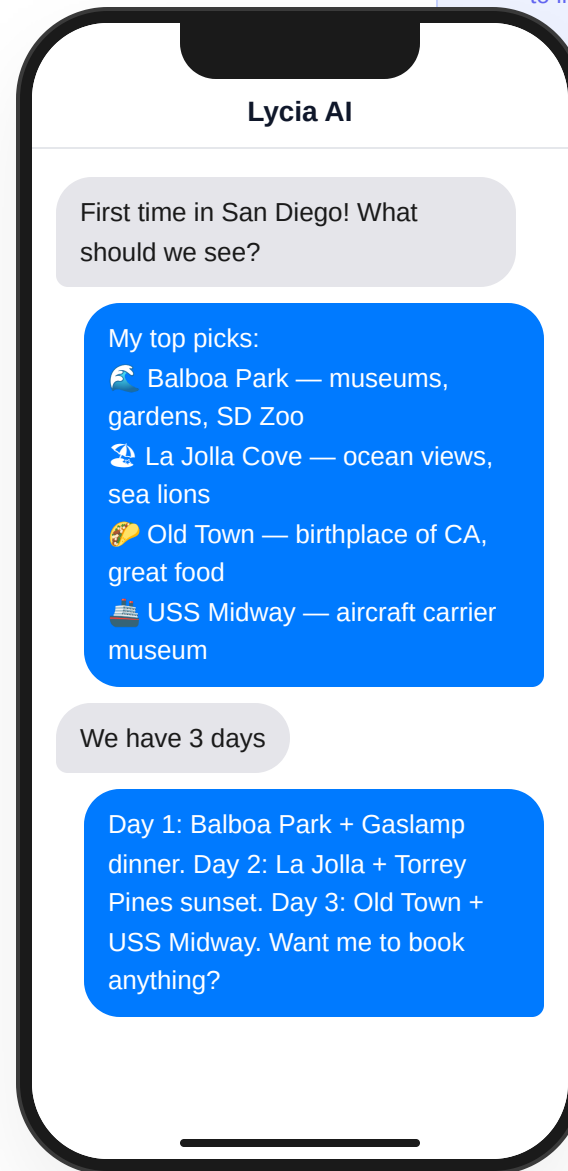 Lycia AI
First time in San Diego! What
should we see?
My top picks:
🌊 Balboa Park — museums,
gardens, SD Zoo
🏖 La Jolla Cove — ocean views,
sea lions
🌮 Old Town — birthplace of CA,
great food
🚢 USS Midway — aircraft carrier
museum
We have 3 days
Day 1: Balboa Park + Gaslamp
dinner. Day 2: La Jolla + Torrey
Pines sunset. Day 3: Old Town +
USS Midway. Want me to book
anything?